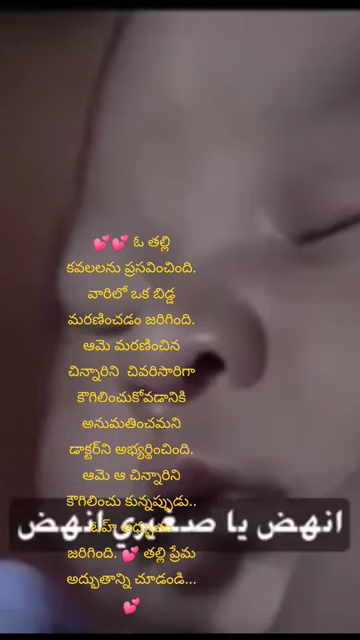 💕💕 ఓ తల్లి
కవలలను ప్రసవించింది.
వారిలో ఒక బిడ్డ
మరణించడం జరిగింది.
ఆమె మరణించిన
చిన్నారిని చివరిసారిగా
కౌగిలించుకోవడానికి
అనుమతించమని
డాక్టర్‌ని అభ్యర్థించింది.
ఆమె ఆ చిన్నారిని
కౌగిలించు కున్నప్పుడు..
انهض يا صغيري انهض
జరిగింది. 💕 తల్లి ప్రేమ
అద్భుతాన్ని చూడండి...
💕